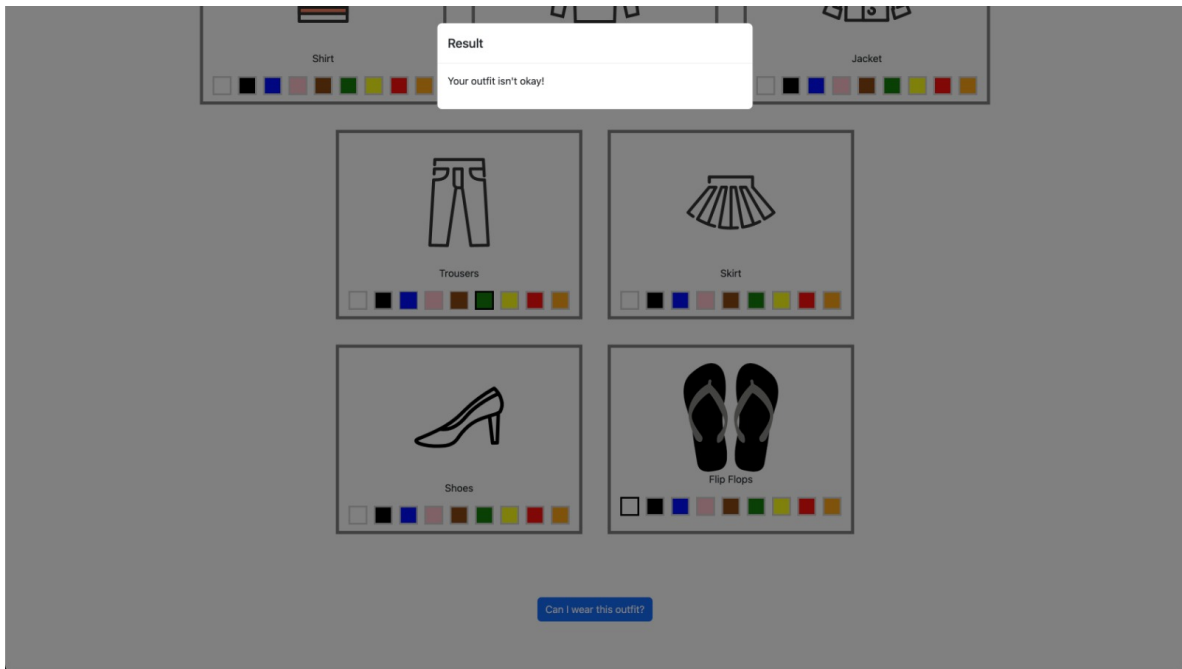 Result
Your outfit isn't okay!
Shirt
Jacket
Trousers
Skirt
Shoes
Flip Flops
Can I wear this outfit?